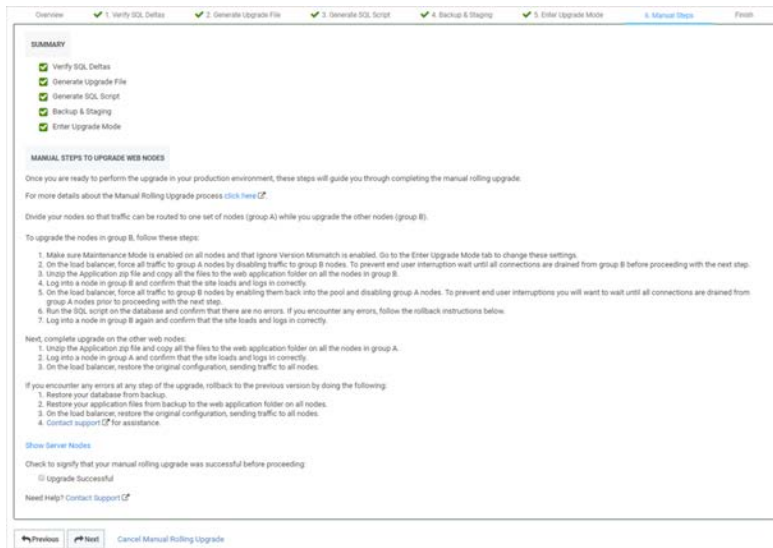 Overview
1. Verify SQL Deltas
2. Generate Upgrade File
3. Generate SQL Script
4. Backup & Staging
5. Enter Upgrade Mode
6. Manual Steps
Finish
SUMMARY
Verify SQL Deltas
Generate Upgrade File
Generate SQL Script
Backup & Staging
Enter Upgrade Mode
MANUAL STEPS TO UPGRADE WEB NODES
Once you are ready to perform the upgrade in your production environment, these steps will guide you through completing the manual rolling upgrade.
For more details about the Manual Rolling Upgrade process click here.
Divide your nodes so that traffic can be routed to one set of nodes (group A) while you upgrade the other nodes (group B).
To upgrade the nodes in group B, follow these steps:
1. Make sure Maintenance Mode is enabled on all nodes and that Ignore Version Mismatch is enabled. Go to the Enter Upgrade Mode tab to change these settings.
2. On the load balancer, force all traffic to group A nodes by disabling traffic to group B nodes. To prevent end user interruption wait until all connections are drained from group B before proceeding with the next step.
3. Unzip the Application zip file and copy all the files to the web application folder on all the nodes in group B.
4. Log into a node in group B and confirm that the site loads and logs in correctly.
5. On the load balancer, force all traffic to group B nodes by enabling them back into the pool and disabling group A nodes. To prevent end user interruptions you will want to wait until all connections are drained from
group A nodes prior to proceeding with the next step.
6. Run the SQL script on the database and confirm that there are no errors. If you encounter any errors, follow the rollback instructions below.
7. Log into a node in group B again and confirm that the site loads and logs in correctly.
Next, complete upgrade on the other web nodes:
1. Unzip the Application zip file and copy all the files to the web application folder on all the nodes in group A.
2. Log into a node in group A and confirm that the site loads and logs in correctly.
3. On the load balancer, restore the original configuration, sending traffic to all nodes.
If you encounter any errors at any step of the upgrade, rollback to the previous version by doing the following:
1. Restore your database from backup.
2. Restore your application files from backup to the web application folder on all nodes.
3. On the load balancer, restore the original configuration, sending traffic to all nodes.
4. Contact support for assistance.
Show Server Nodes
Check to signify that your manual rolling upgrade was successful before proceeding:
Upgrade Successful
Need Help? Contact Support
Previous
Next
Cancel Manual Rolling Upgrade